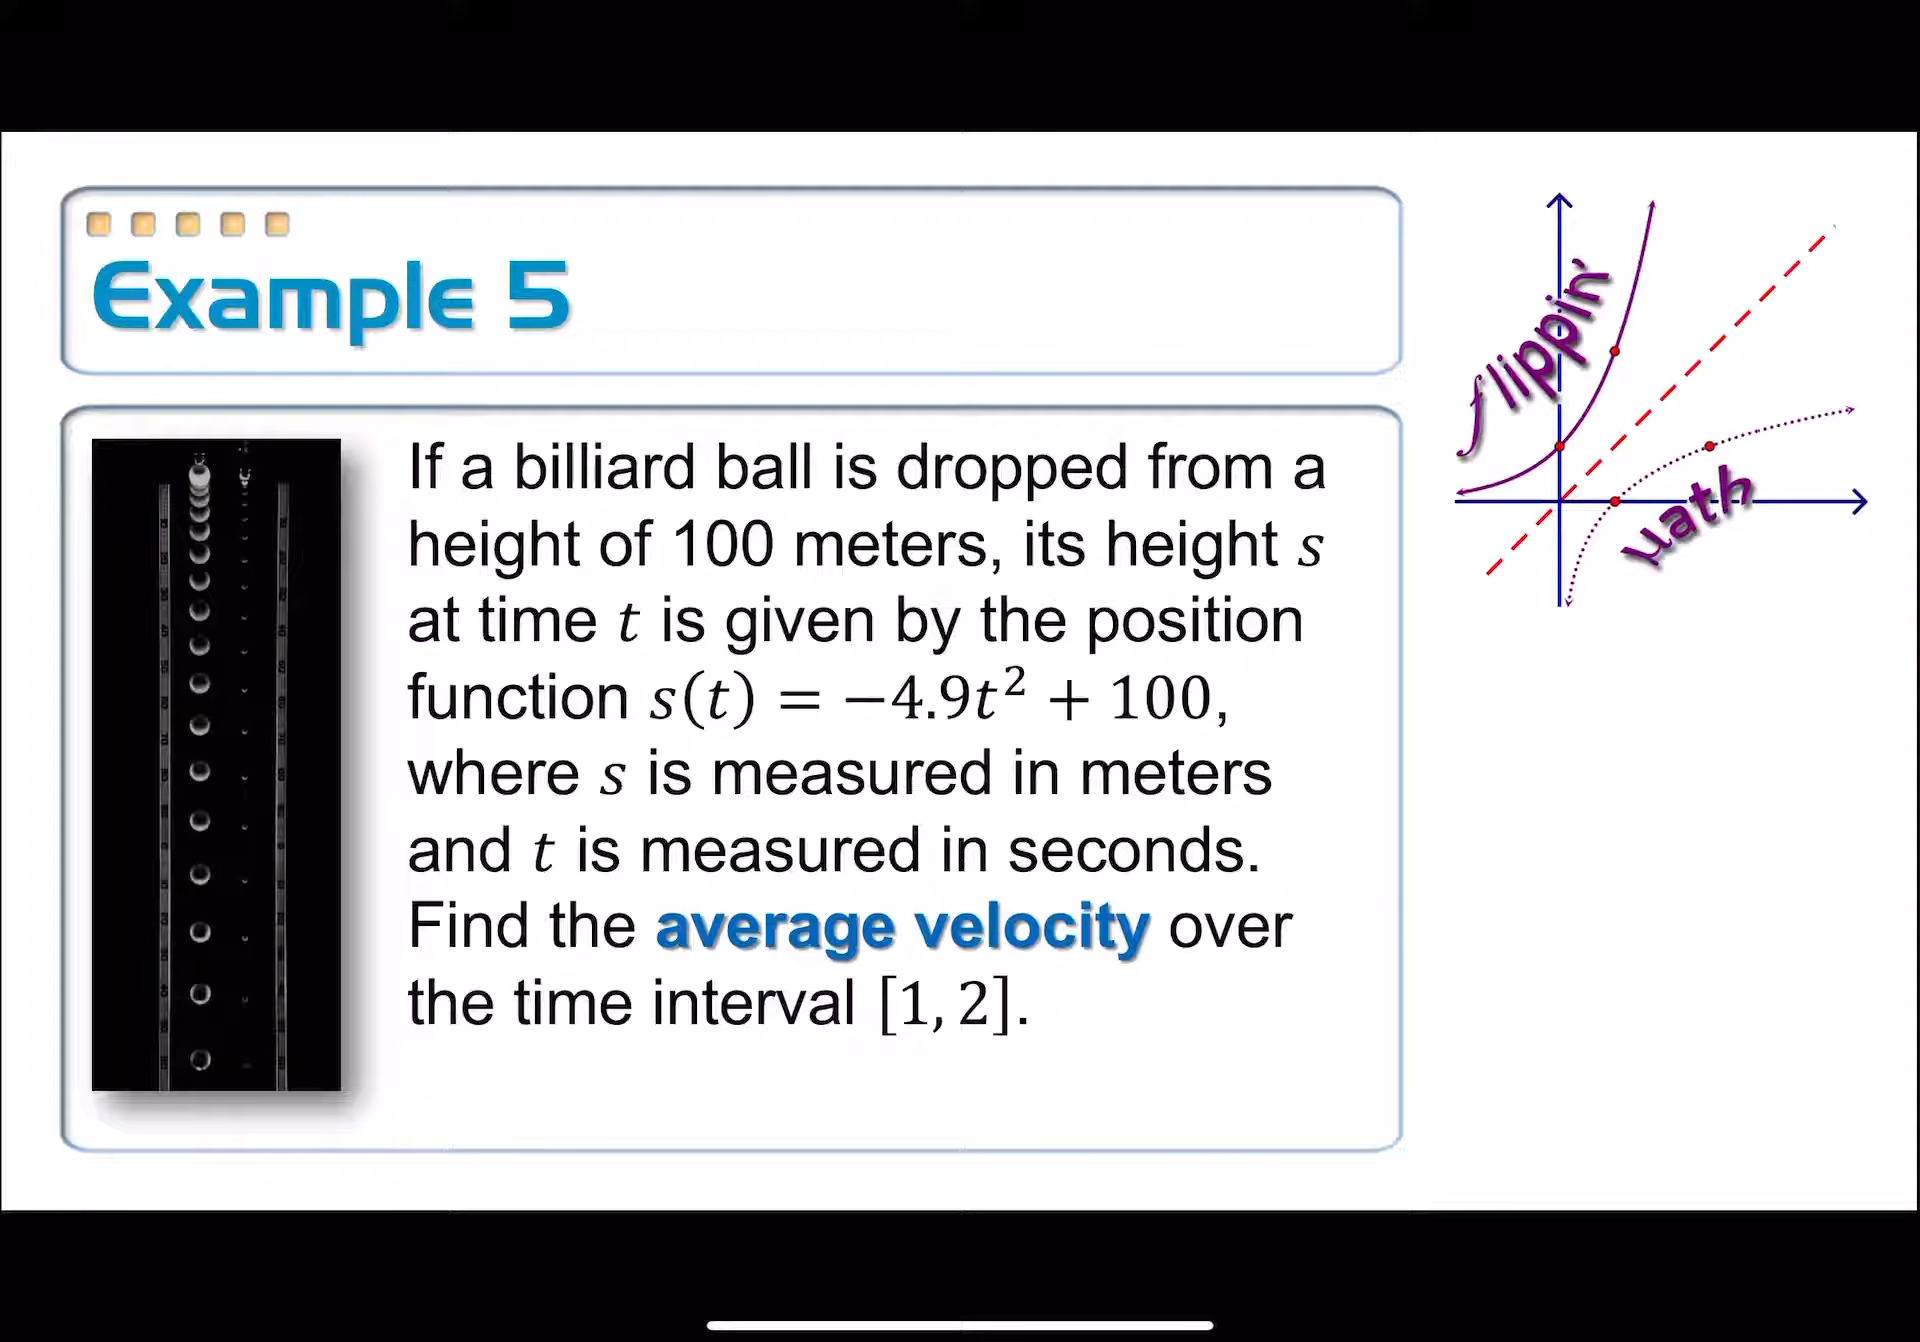 Example 5
If a billiard ball is dropped from a
height of 100 meters, its height s
at time t is given by the position
function s(t) = −4.9t² + 100,
where s is measured in meters
and t is measured in seconds.
Find the average velocity over
the time interval [1, 2].
flippin'
math